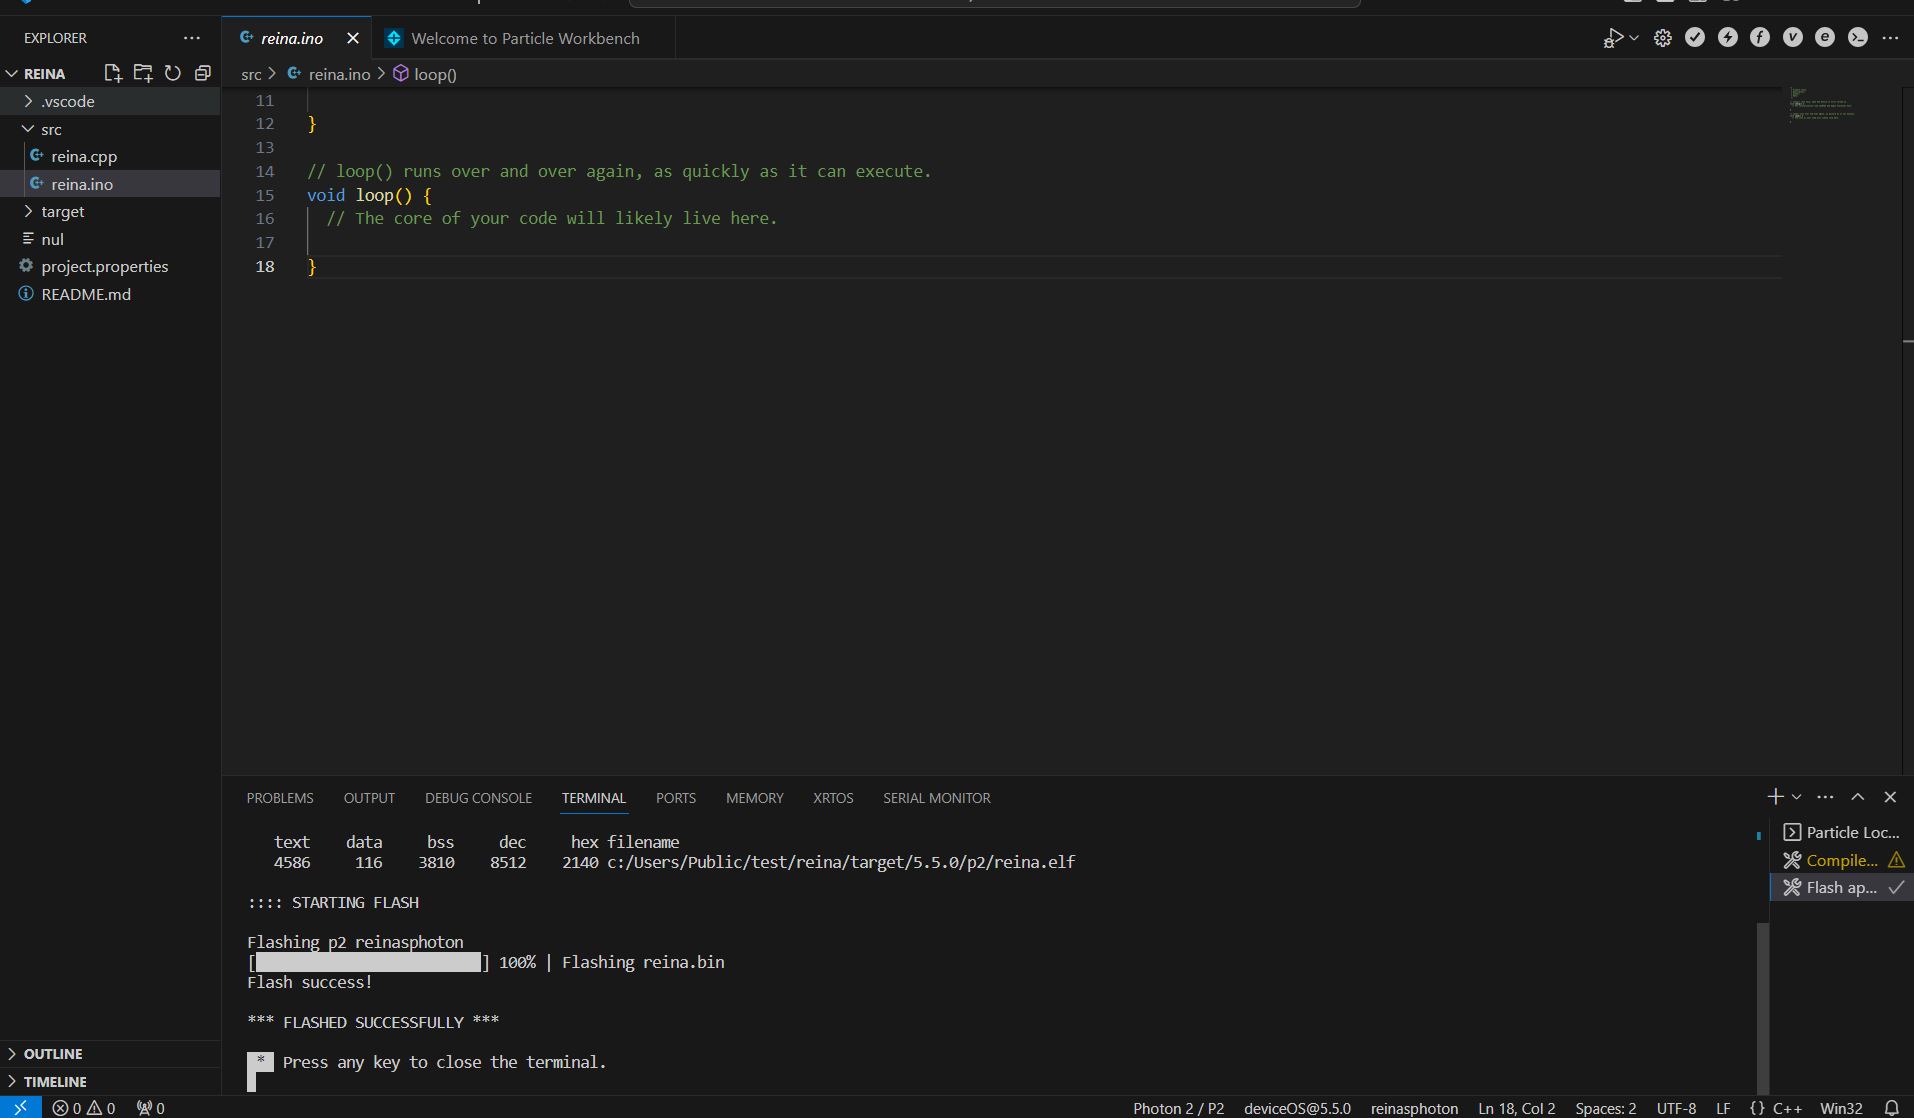 EXPLORER
reina.ino
Welcome to Particle Workbench
REINA
src > reina.ino > loop()
.vscode
src
reina.cpp
reina.ino
target
nul
project.properties
README.md
11
12 }
13
14 // loop() runs over and over again, as quickly as it can execute.
15 void loop() {
16 // The core of your code will likely live here.
17
18 }
PROBLEMS OUTPUT DEBUG CONSOLE TERMINAL PORTS MEMORY XRTOS SERIAL MONITOR
text data bss dec hex filename
4586 116 3810 8512 2140 c:/Users/Public/test/reina/target/5.5.0/p2/reina.elf
:::: STARTING FLASH
Flashing p2 reinasphoton
[ ] 100% | Flashing reina.bin
Flash success!
*** FLASHED SUCCESSFULLY ***
* Press any key to close the terminal.
Particle Loc...
Compile...
Flash ap...
OUTLINE
TIMELINE
0 0 0 Photon 2 / P2 deviceOS@5.5.0 reinasphoton Ln 18, Col 2 Spaces: 2 UTF-8 LF {} C++ Win32